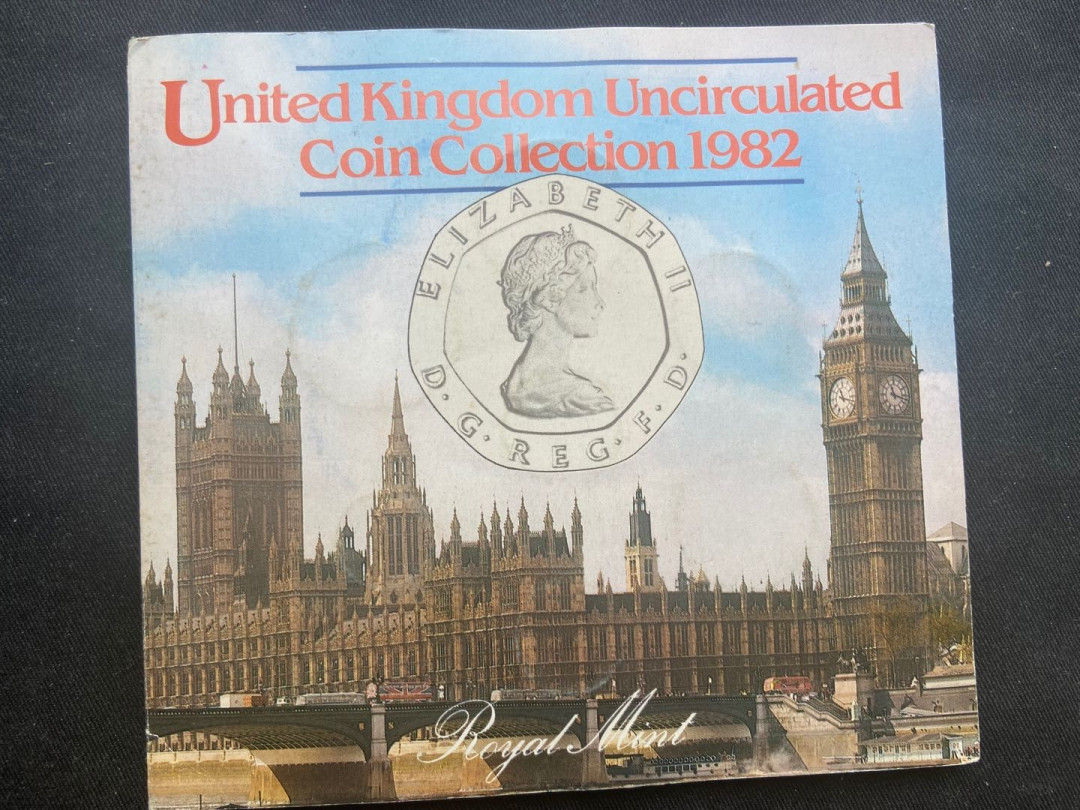 United Kingdom Uncirculated
Coin Collection 1982
ELIZABETH II
D·G·REG·F·D·
Royal Mint